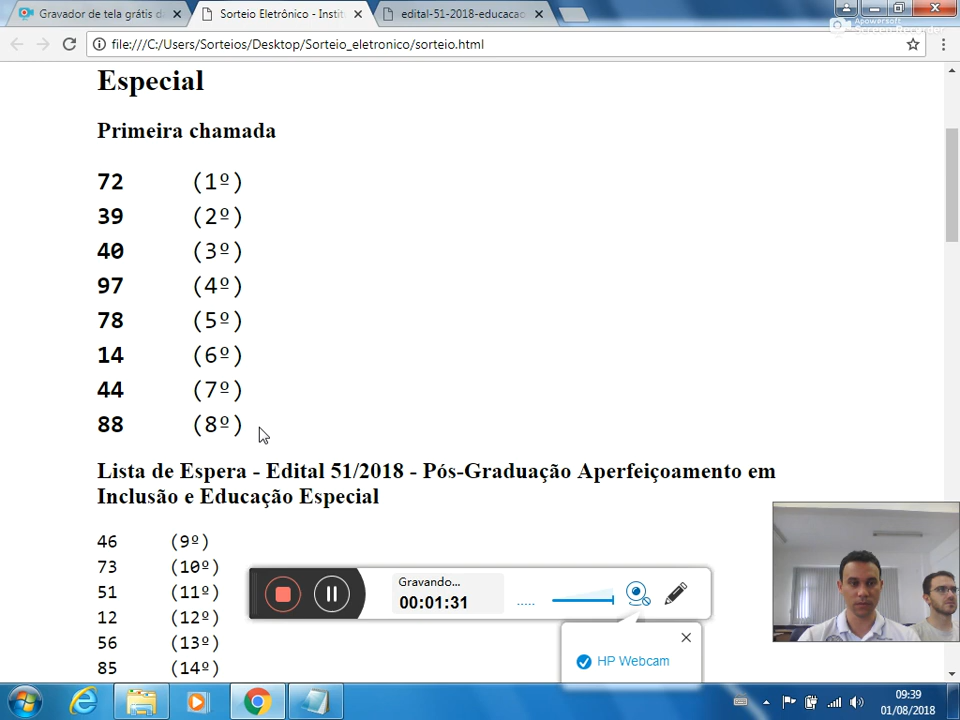 Gravador de tela grátis d
Sorteio Eletrônico - Instit
edital-51-2018-educacao
Apowersoft
Screen Recorder
file:///C:/Users/Sorteios/Desktop/Sorteio_eletronico/sorteio.html
Especial
Primeira chamada
72 (1º)
39 (2º)
40 (3º)
97 (4º)
78 (5º)
14 (6º)
44 (7º)
88 (8º)
Lista de Espera - Edital 51/2018 - Pós-Graduação Aperfeiçoamento em
Inclusão e Educação Especial
46 (9º)
73 (10º)
51 (11º)
12 (12º)
56 (13º)
85 (14º)
Gravando...
00:01:31
HP Webcam
09:39
01/08/2018